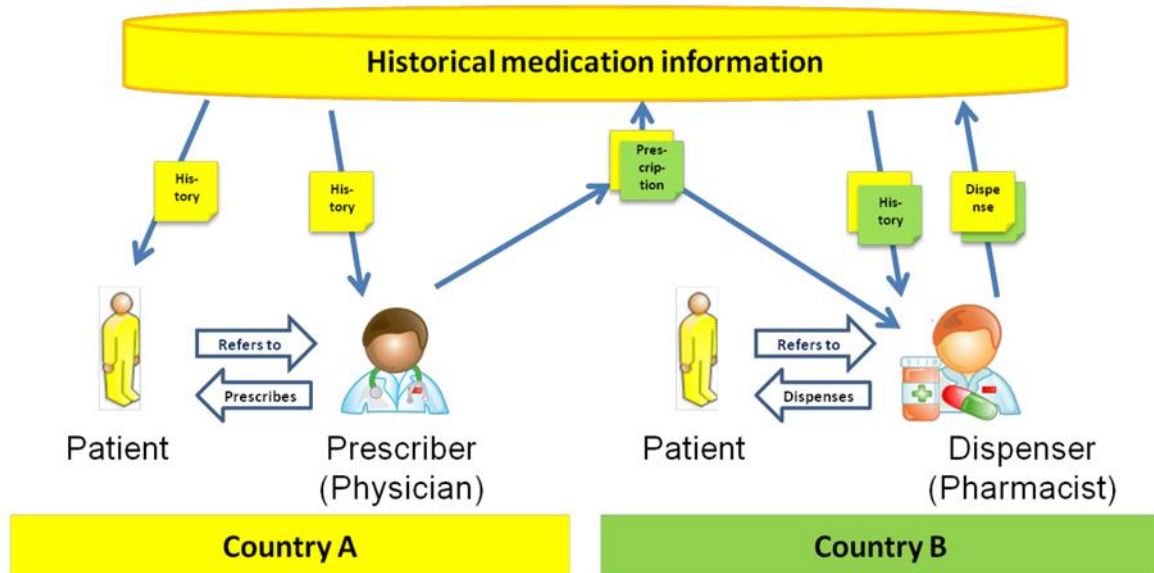 Historical medication information
His-
tory
His-
tory
Pres-
crip-
tion
His-
tory
Dispe
nse
Refers to
Prescribes
Refers to
Dispenses
Patient
Prescriber
(Physician)
Patient
Dispenser
(Pharmacist)
Country A
Country B